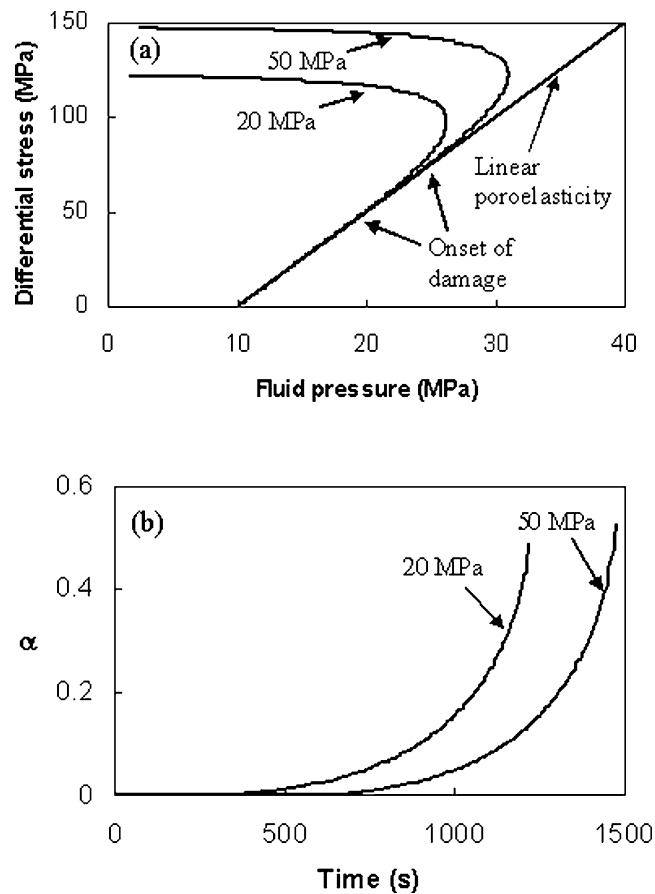 (a)
Differential stress (MPa)
150
100
50
0
50 MPa
20 MPa
Linear
poroelasticity
Onset of
damage
0 10 20 30 40
Fluid pressure (MPa)
(b)
α
0.6
0.4
0.2
0
50 MPa
20 MPa
0 500 1000 1500
Time (s)